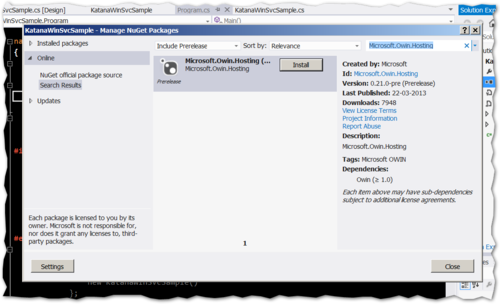 SvcSample.cs [Design]
Program.cs
KatanaWinSvcSample.cs
Solution Exp
WinSvcSample.Program
Main()
KatanaWinSvcSample - Manage NuGet Packages
Installed packages
Online
NuGet official package source
Search Results
Updates
Each package is licensed to you by its
owner. Microsoft is not responsible for,
nor does it grant any licenses to, third-
party packages.
Settings
Include Prerelease
Sort by: Relevance
Microsoft.Owin.Hosting (...
Microsoft.Owin.Hosting
Install
Prerelease
1
Microsoft.Owin.Hosting
Created by: Microsoft
Id: Microsoft.Owin.Hosting
Version: 0.21.0-pre (Prerelease)
Last Published: 22-03-2013
Downloads: 7948
View License Terms
Project Information
Report Abuse
Description:
Microsoft.Owin.Hosting
Tags: Microsoft OWIN
Dependencies:
Owin (≥ 1.0)
Each item above may have sub-dependencies
subject to additional license agreements.
Close
new KatanaWinSvcSample()
};